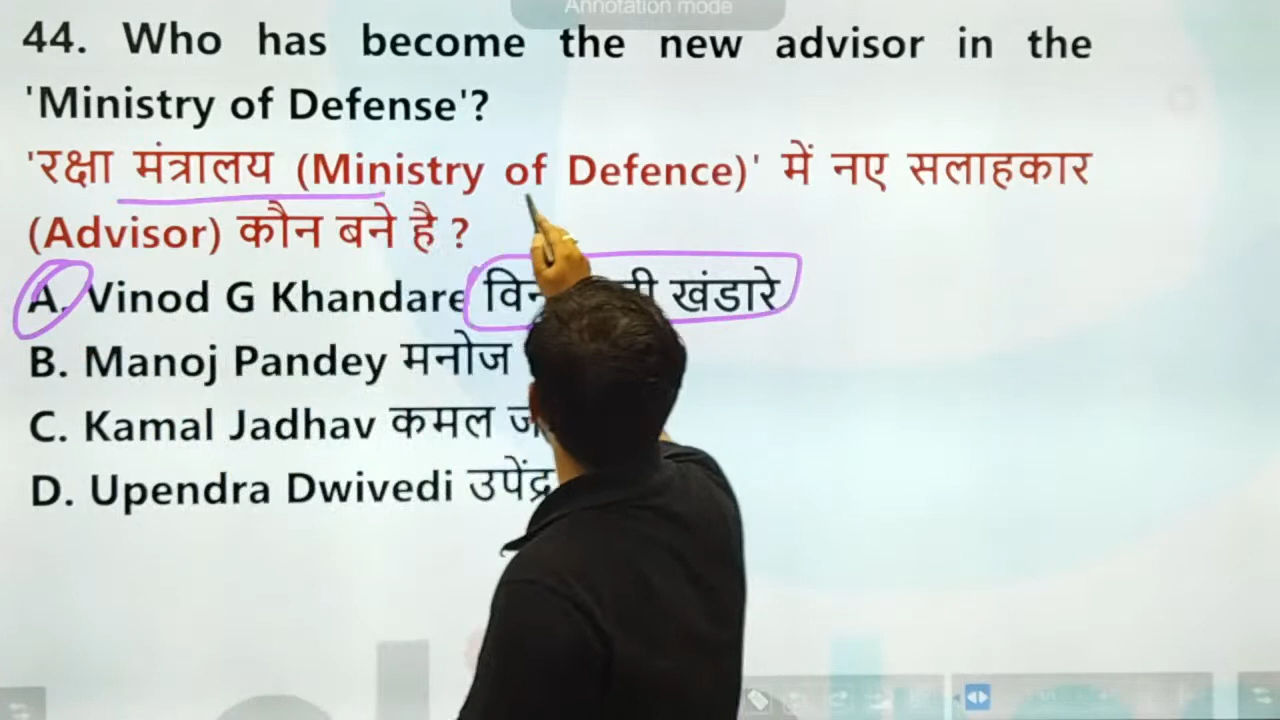 Annotation mode
44. Who has become the new advisor in the
'Ministry of Defense'?
'रक्षा मंत्रालय (Ministry of Defence)' में नए सलाहकार
(Advisor) कौन बने है ?
A. Vinod G Khandare खंडारे
B. Manoj Pandey मनोज
C. Kamal Jadhav कमल
D. Upendra Dwivedi उपेंद्र